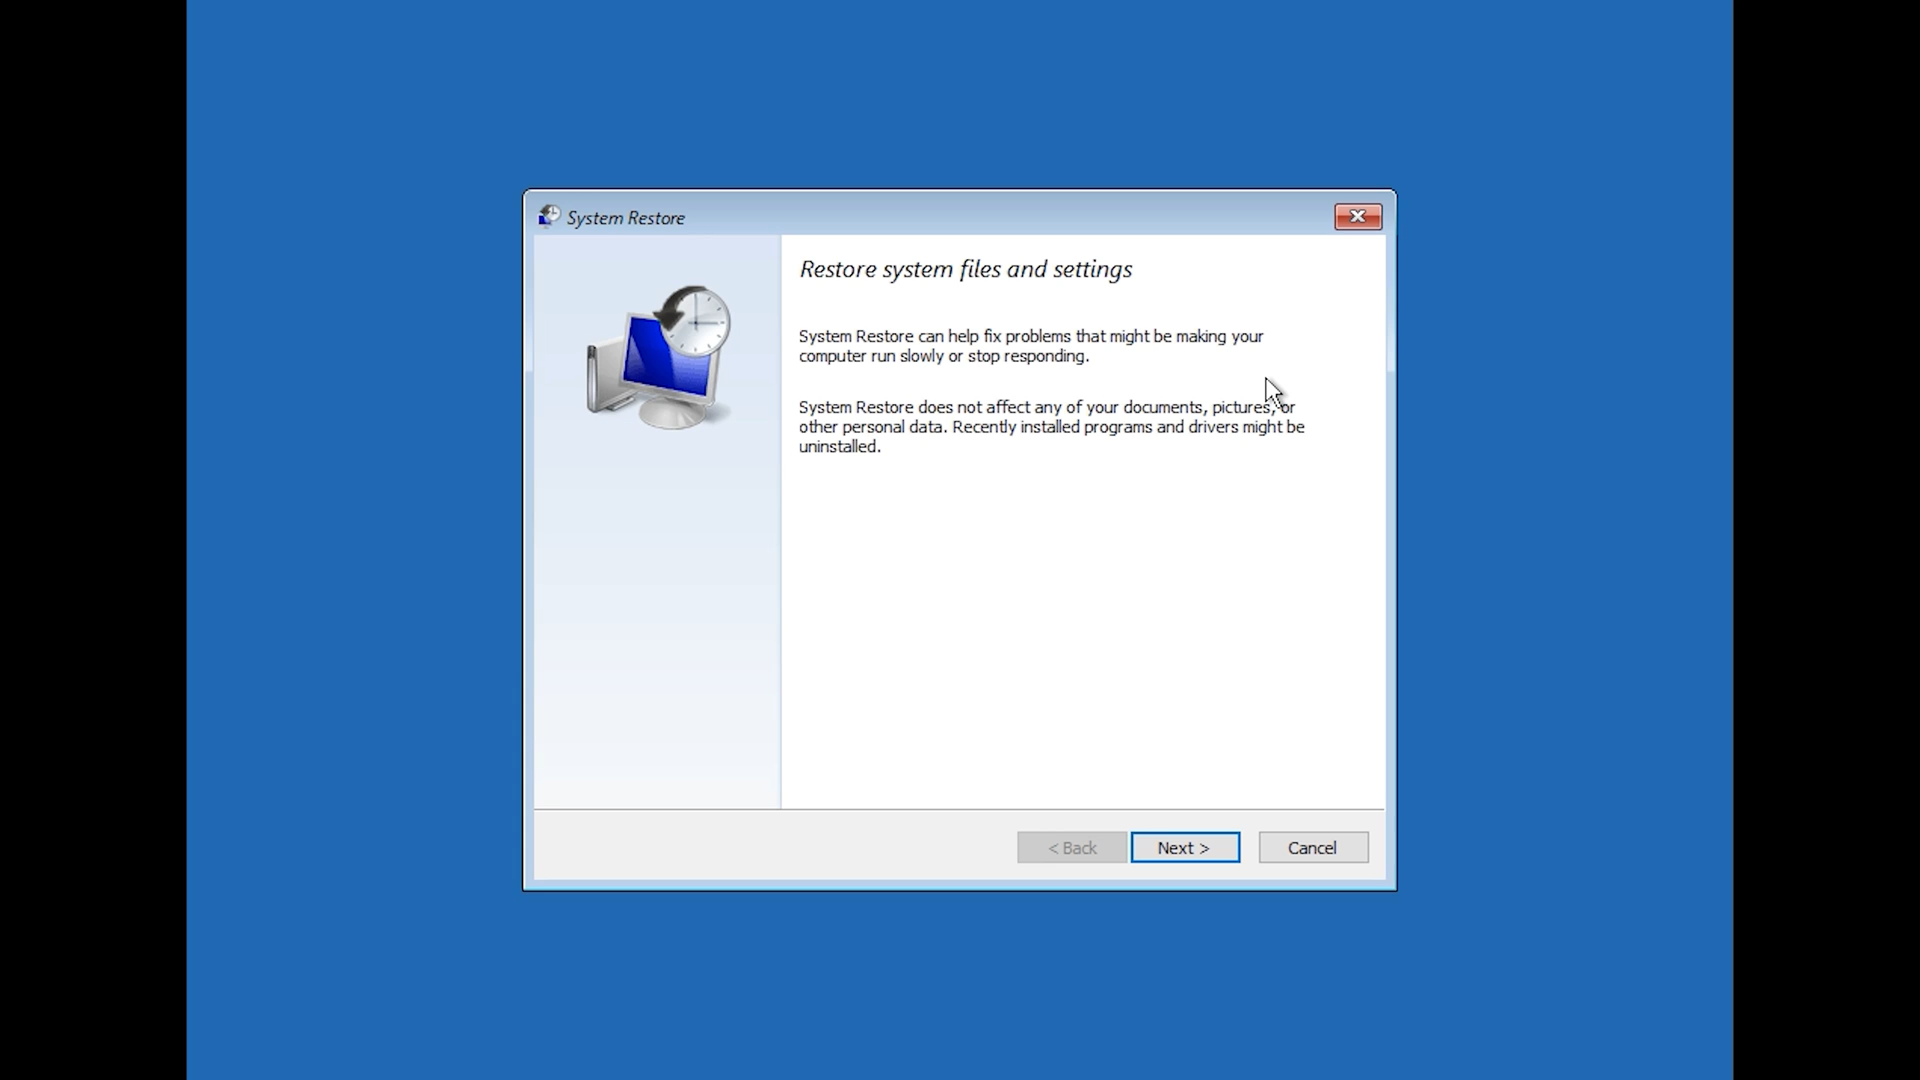 System Restore
Restore system files and settings
System Restore can help fix problems that might be making your
computer run slowly or stop responding.
System Restore does not affect any of your documents, pictures, or
other personal data. Recently installed programs and drivers might be
uninstalled.
< Back
Next >
Cancel